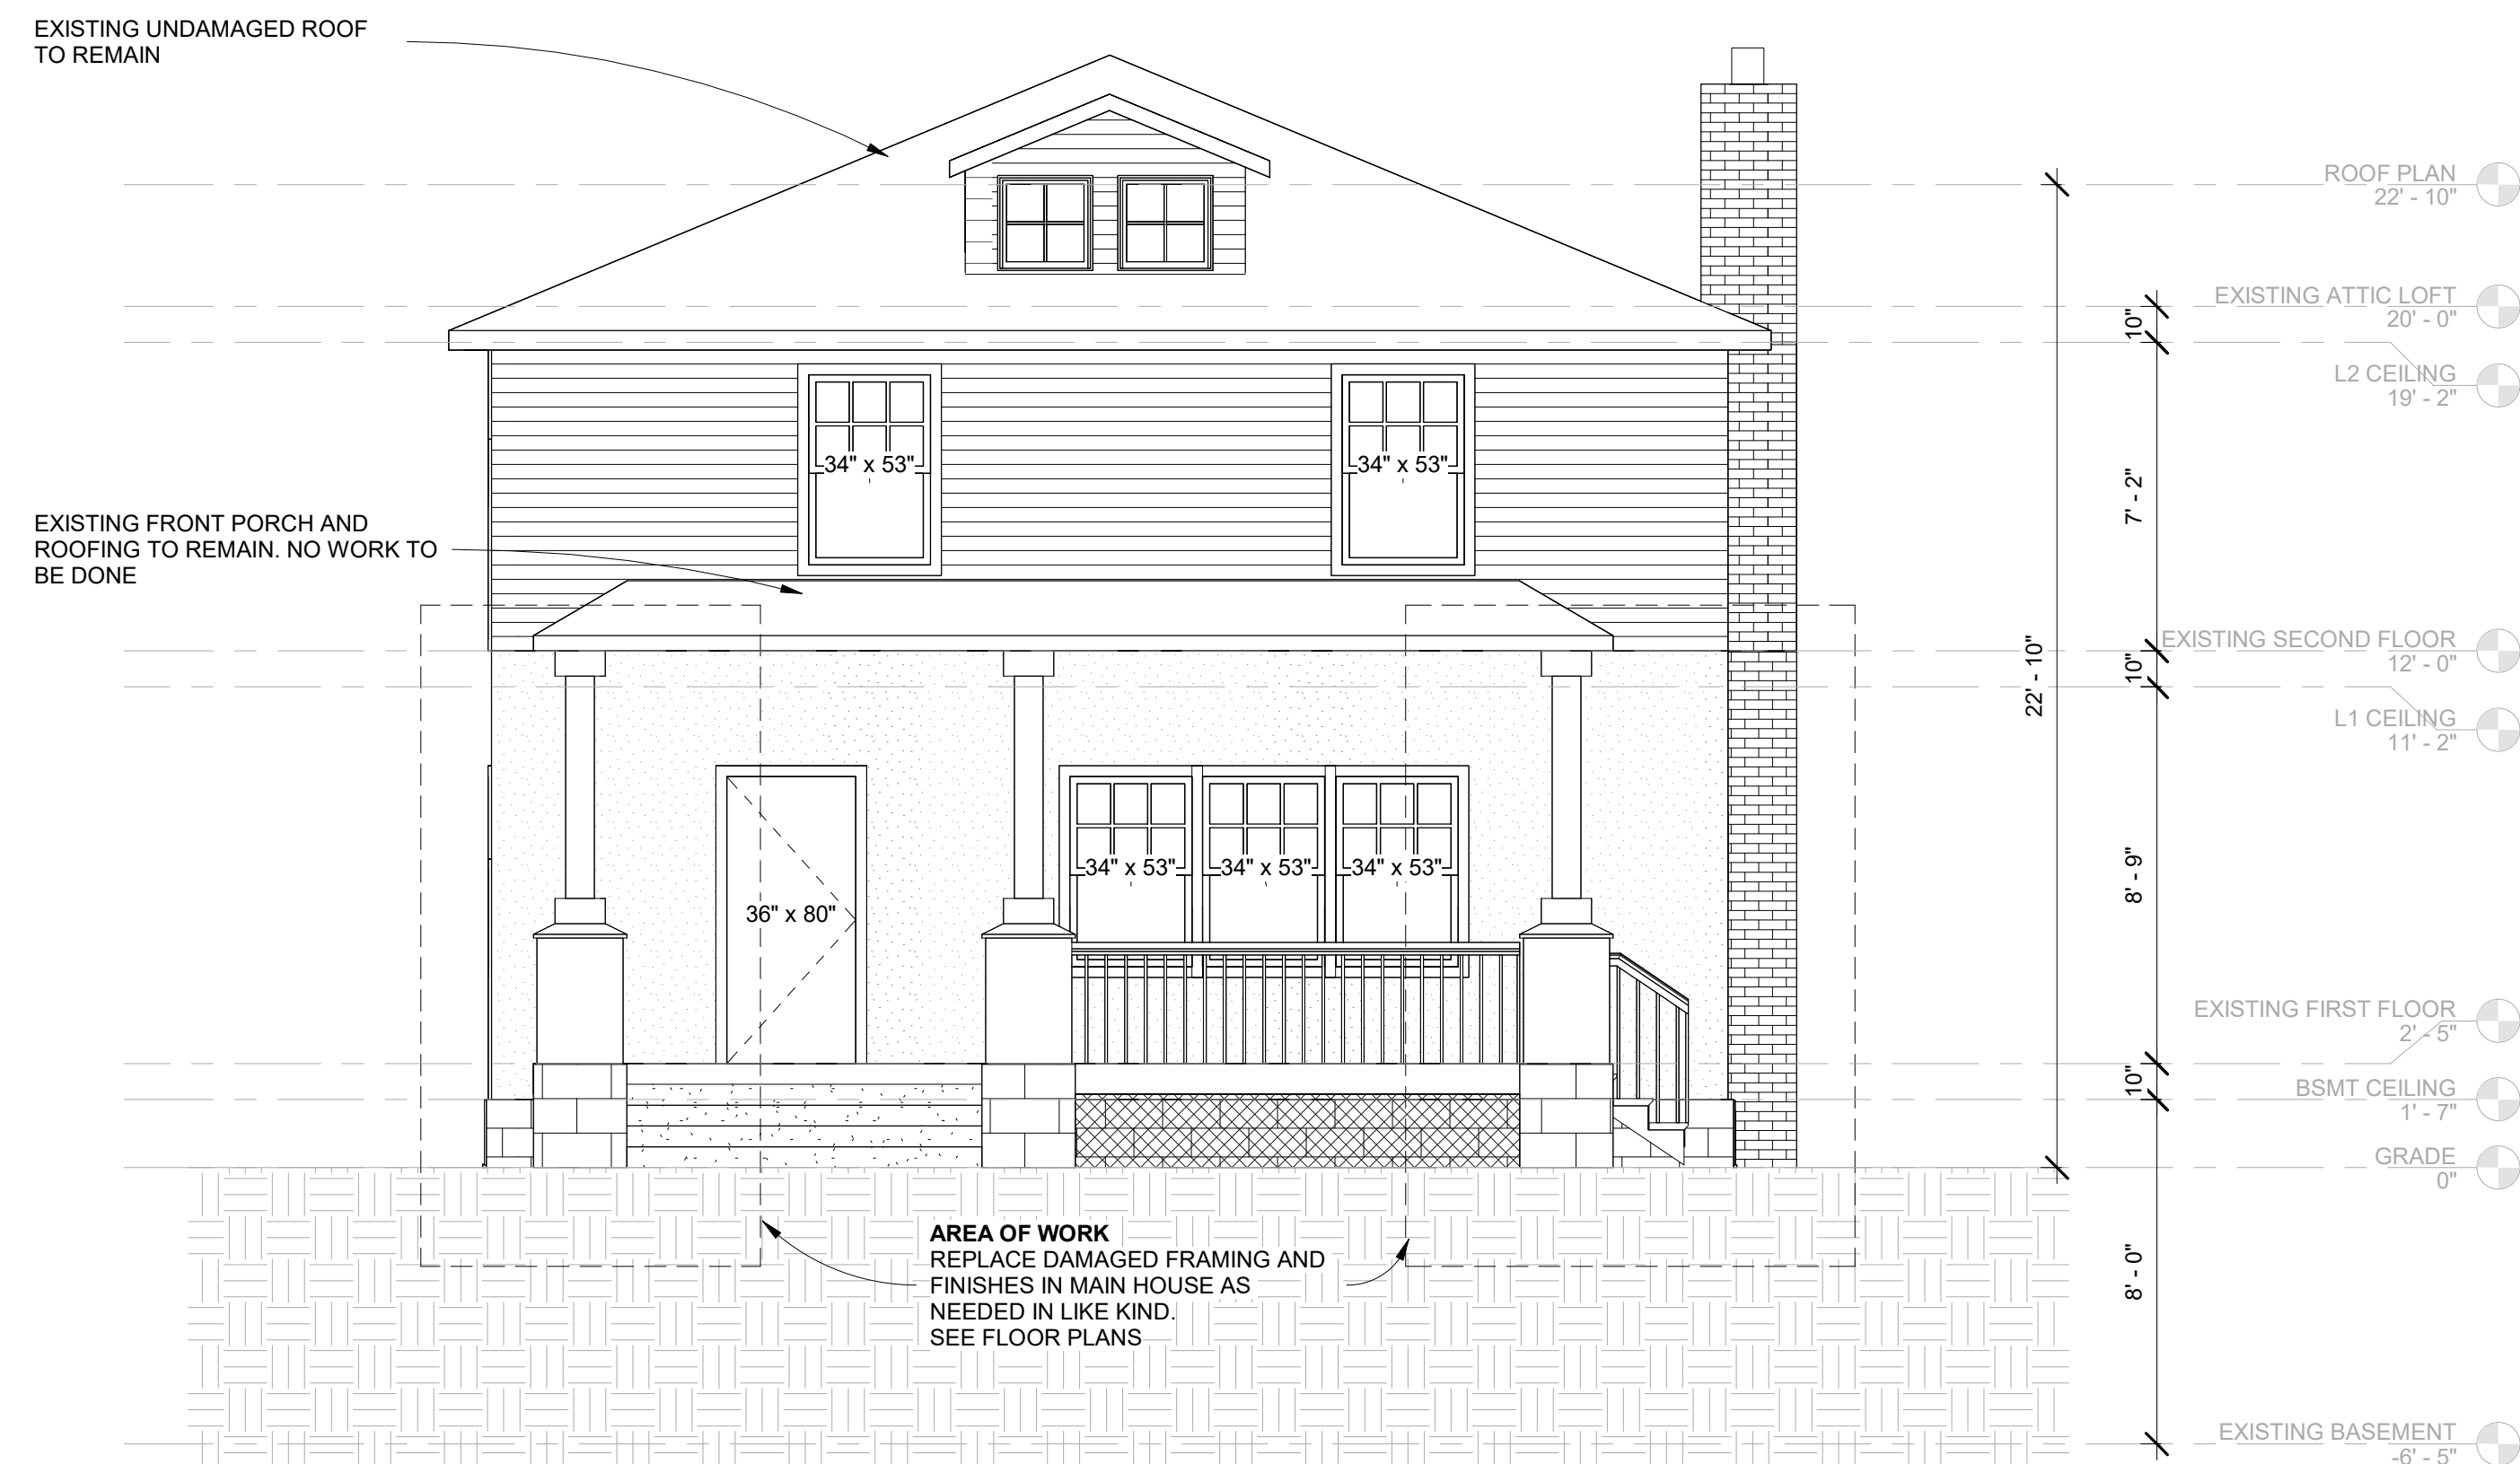 EXISTING UNDAMAGED ROOF
TO REMAIN
ROOF PLAN
22' - 10"
EXISTING ATTIC LOFT
20' - 0"
10"
L2 CEILING
19' - 2"
34" x 53"
34" x 53"
7' - 2"
EXISTING FRONT PORCH AND
ROOFING TO REMAIN. NO WORK TO
BE DONE
EXISTING SECOND FLOOR
12' - 0"
10"
22' - 10"
L1 CEILING
11' - 2"
34" x 53"
34" x 53"
34" x 53"
8' - 9"
36" x 80"
EXISTING FIRST FLOOR
2' - 5"
10"
BSMT CEILING
1' - 7"
GRADE
0"
AREA OF WORK
REPLACE DAMAGED FRAMING AND
FINISHES IN MAIN HOUSE AS
NEEDED IN LIKE KIND.
SEE FLOOR PLANS
8' - 0"
EXISTING BASEMENT
-6' - 5"